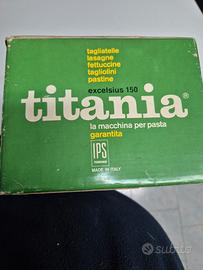 tagliatelle
lasagne
fettuccine
tagliolini
pastine
excelsius 150
titania®
la macchina per pasta
garantita
IPS
MADE IN ITALY
subito